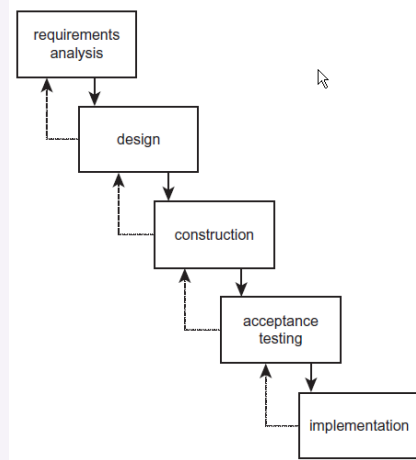 requirements
analysis
design
construction
acceptance
testing
implementation